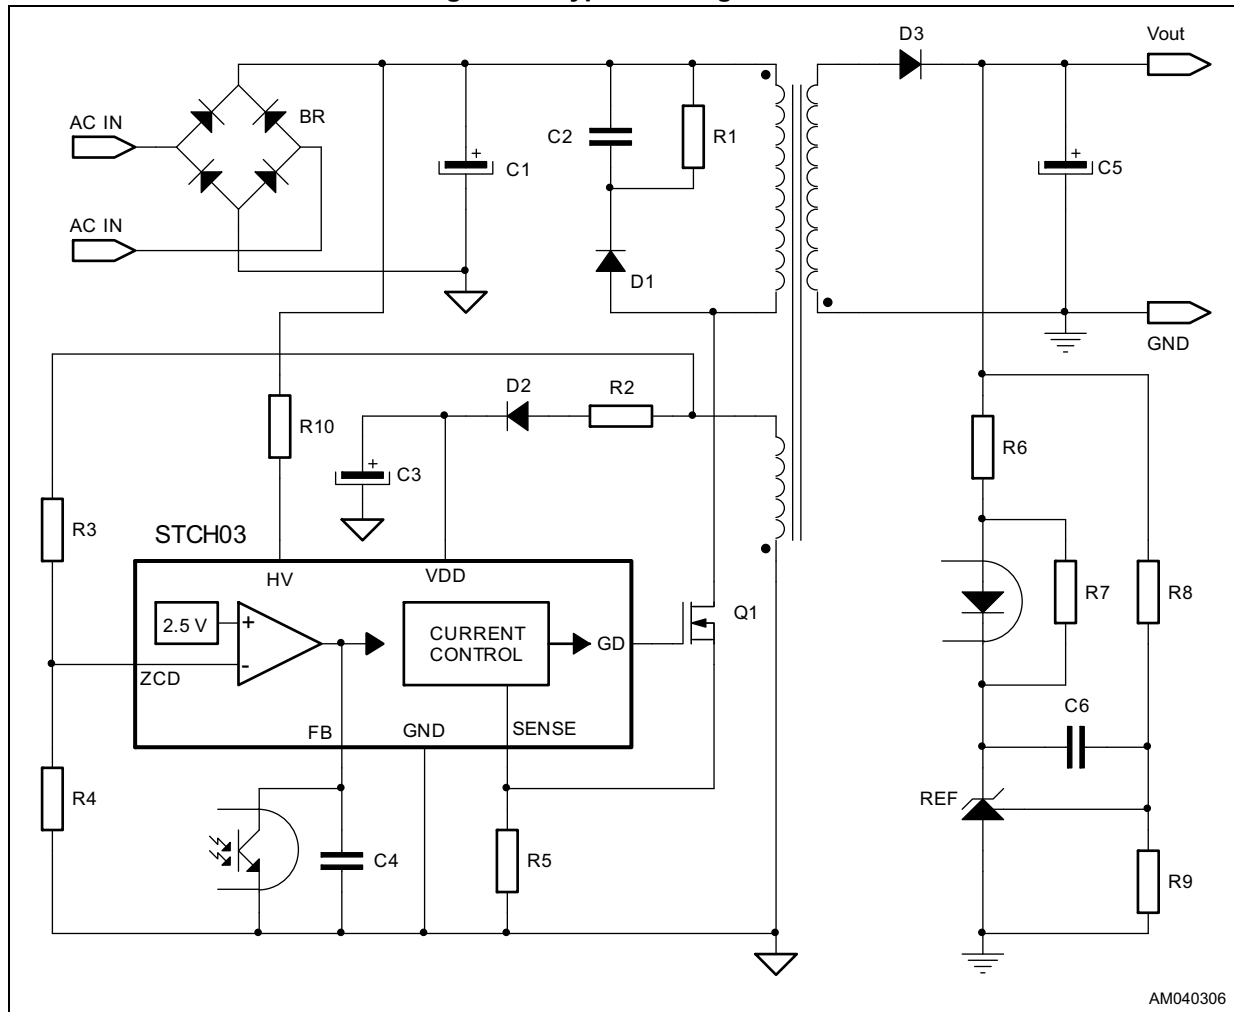 D3
Vout
AC IN
BR
C2
R1
C1
C5
AC IN
D1
GND
D2
R2
R10
C3
R6
R3
STCH03
HV
VDD
R7
R8
Q1
2.5 V
+
-
CURRENT
CONTROL
GD
ZCD
FB
GND
SENSE
C6
REF
R4
C4
R5
R9
AM040306